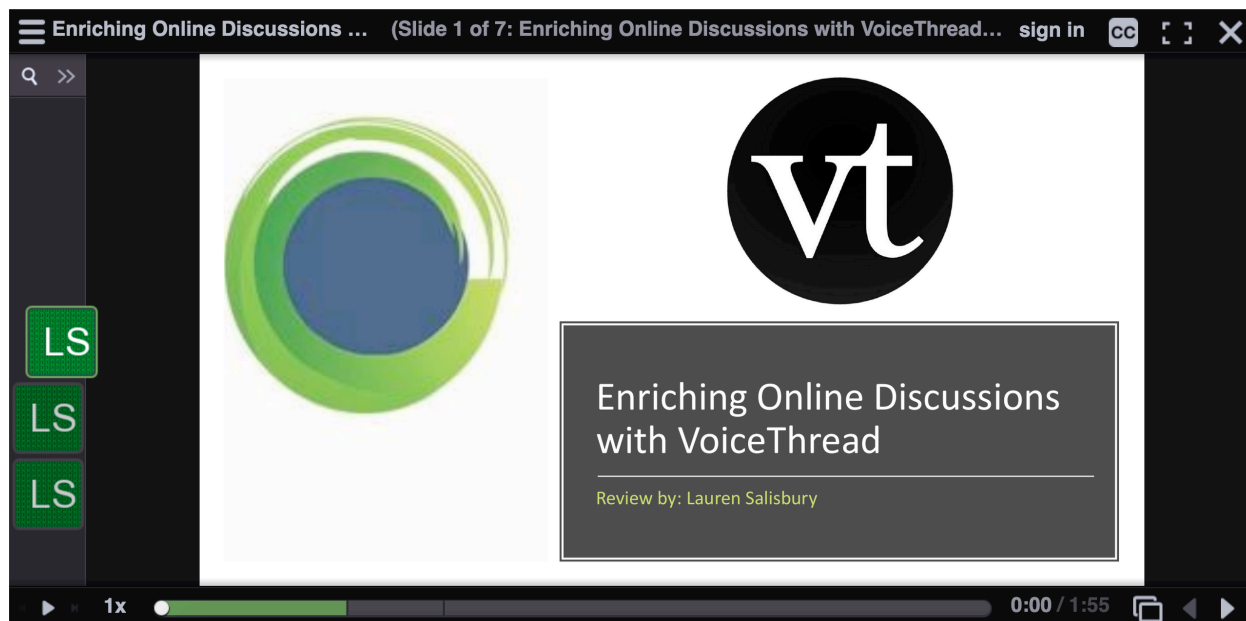 Enriching Online Discussions ... (Slide 1 of 7: Enriching Online Discussions with VoiceThread... sign in CC
vt
LS
LS
LS
Enriching Online Discussions
with VoiceThread
Review by: Lauren Salisbury
1x 0:00 / 1:55